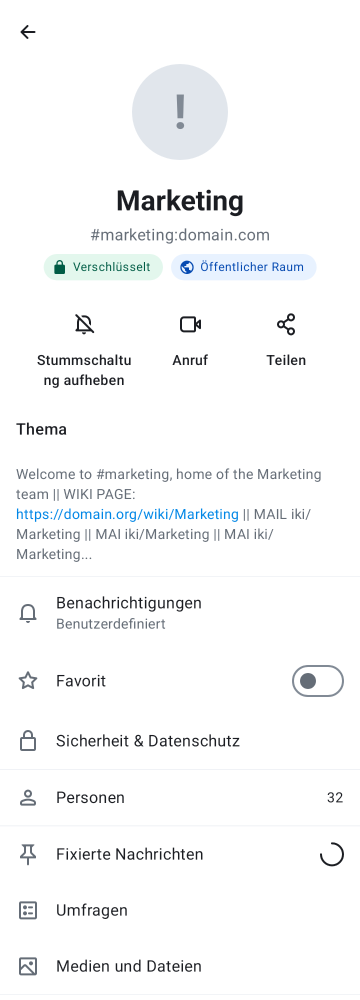 !
Marketing
#marketing:domain.com
Verschlüsselt Öffentlicher Raum
Stummschaltu
ng aufheben
Anruf
Teilen
Thema
Welcome to #marketing, home of the Marketing
team || WIKI PAGE:
https://domain.org/wiki/Marketing || MAIL iki/
Marketing || MAI iki/Marketing || MAI iki/
Marketing...
Benachrichtigungen
Benutzerdefiniert
Favorit
Sicherheit & Datenschutz
Personen 32
Fixierte Nachrichten
Umfragen
Medien und Dateien